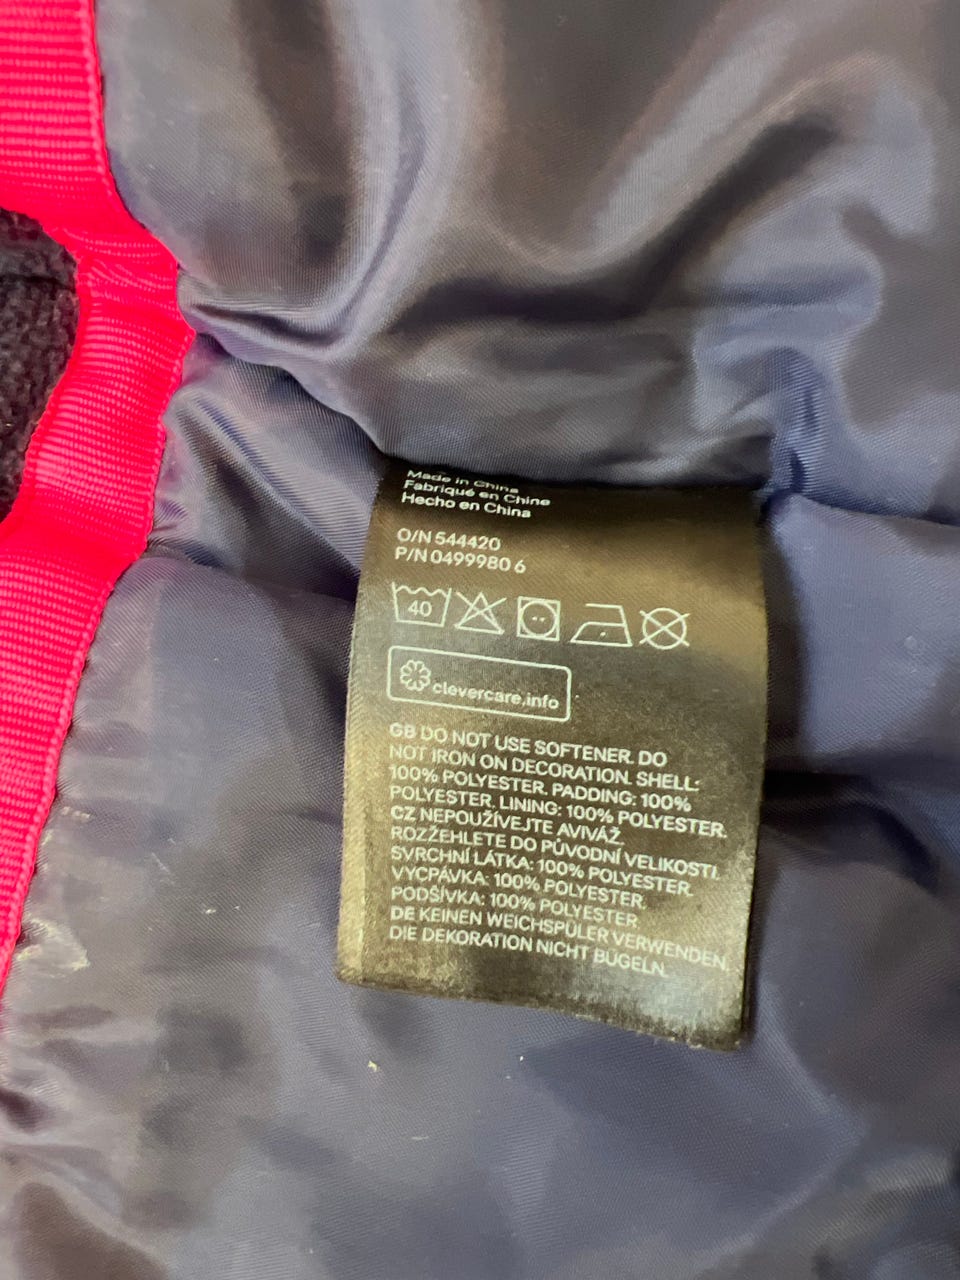 Made in China
Fabriqué en Chine
Hecho en China
O/N 544420
P/N 0499980 6
40
clevercare.info
GB DO NOT USE SOFTENER. DO
NOT IRON ON DECORATION. SHELL:
100% POLYESTER. PADDING: 100%
POLYESTER. LINING: 100% POLYESTER.
CZ NEPOUŽÍVEJTE AVIVÁŽ.
ROZŽEHLETE DO PŮVODNÍ VELIKOSTI.
SVRCHNÍ LÁTKA: 100% POLYESTER.
VYCPÁVKA: 100% POLYESTER.
PODŠÍVKA: 100% POLYESTER.
DE KEINEN WEICHSPÜLER VERWENDEN.
DIE DEKORATION NICHT BÜGELN.